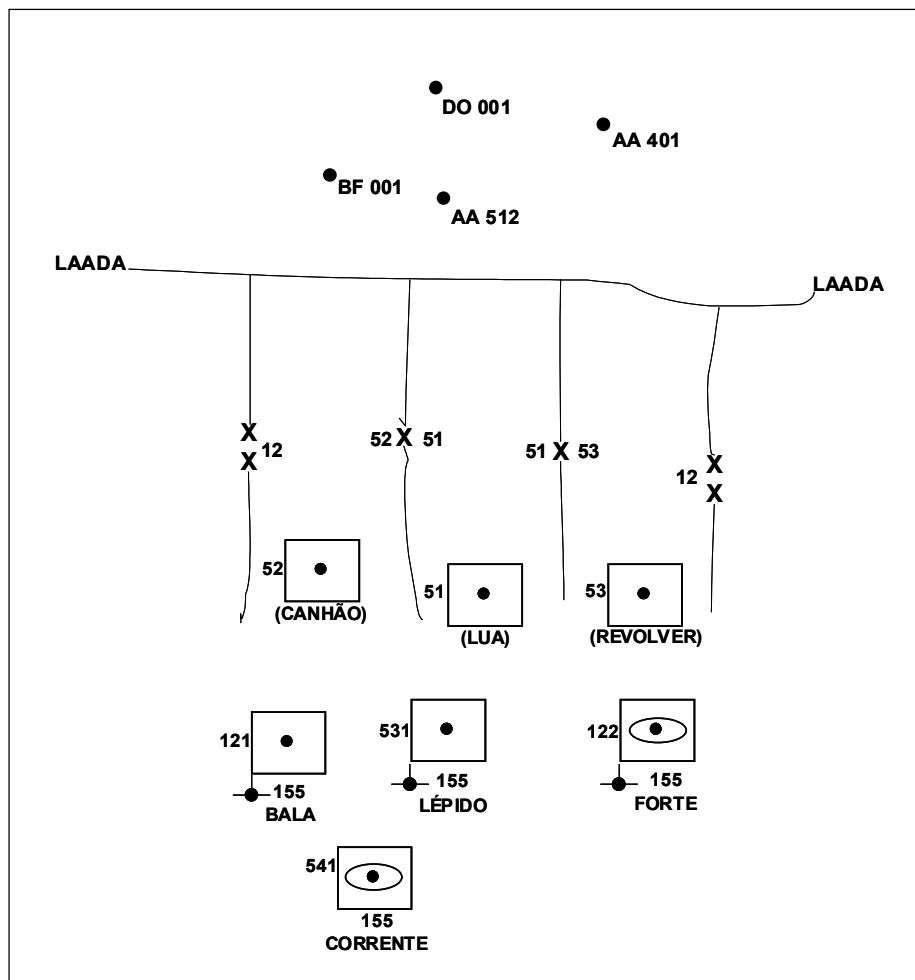 DO 001
AA 401
BF 001
AA 512
LAADA
LAADA
X
X
12
52 X 51
51 X 53
12
X
X
52
(CANHÃO)
51
(LUA)
53
(REVOLVER)
121
155
BALA
531
155
LÉPIDO
122
155
FORTE
541
155
CORRENTE